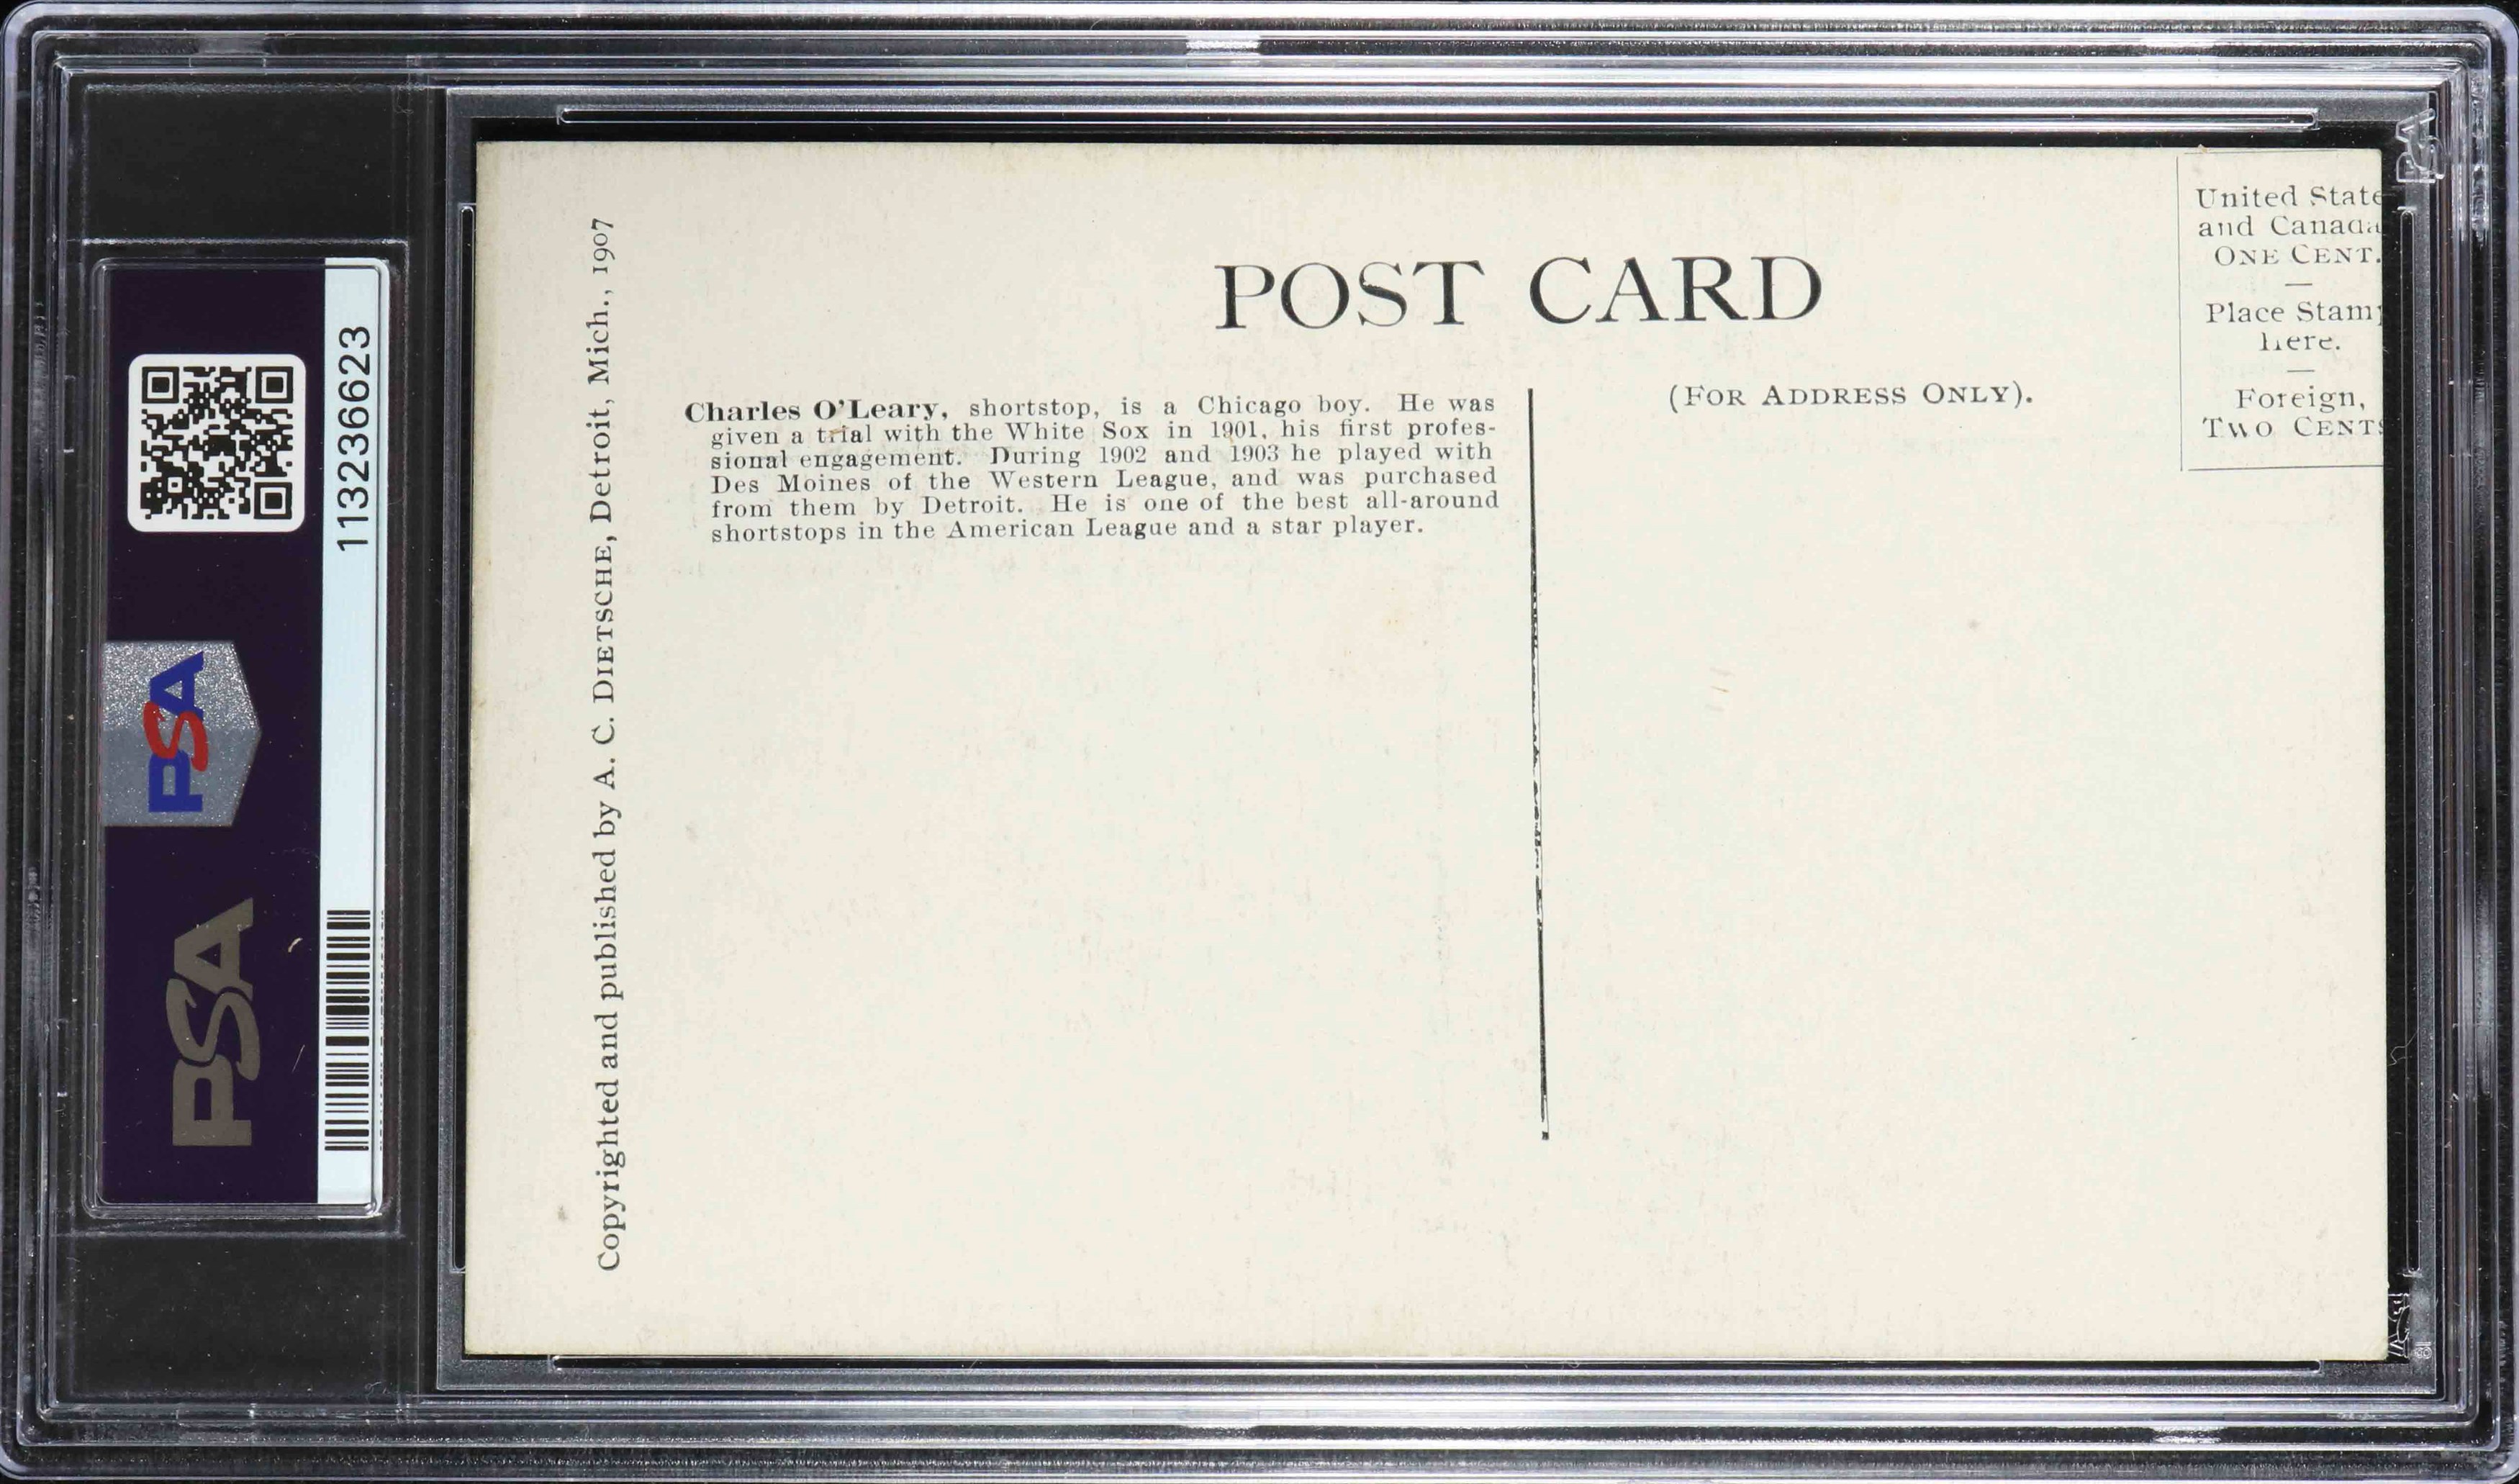 113236623
PSA
PSA
Copyrighted and published by A. C. DIETSCHE, Detroit, Mich., 1907
POST CARD
Charles O'Leary, shortstop, is a Chicago boy. He was
given a trial with the White Sox in 1901, his first profes-
sional engagement. During 1902 and 1903 he played with
Des Moines of the Western League, and was purchased
from them by Detroit. He is one of the best all-around
shortstops in the American League and a star player.
(FOR ADDRESS ONLY).
United State
and Canada
ONE CENT.
Place Stam
here.
Foreign,
TWO CENTS